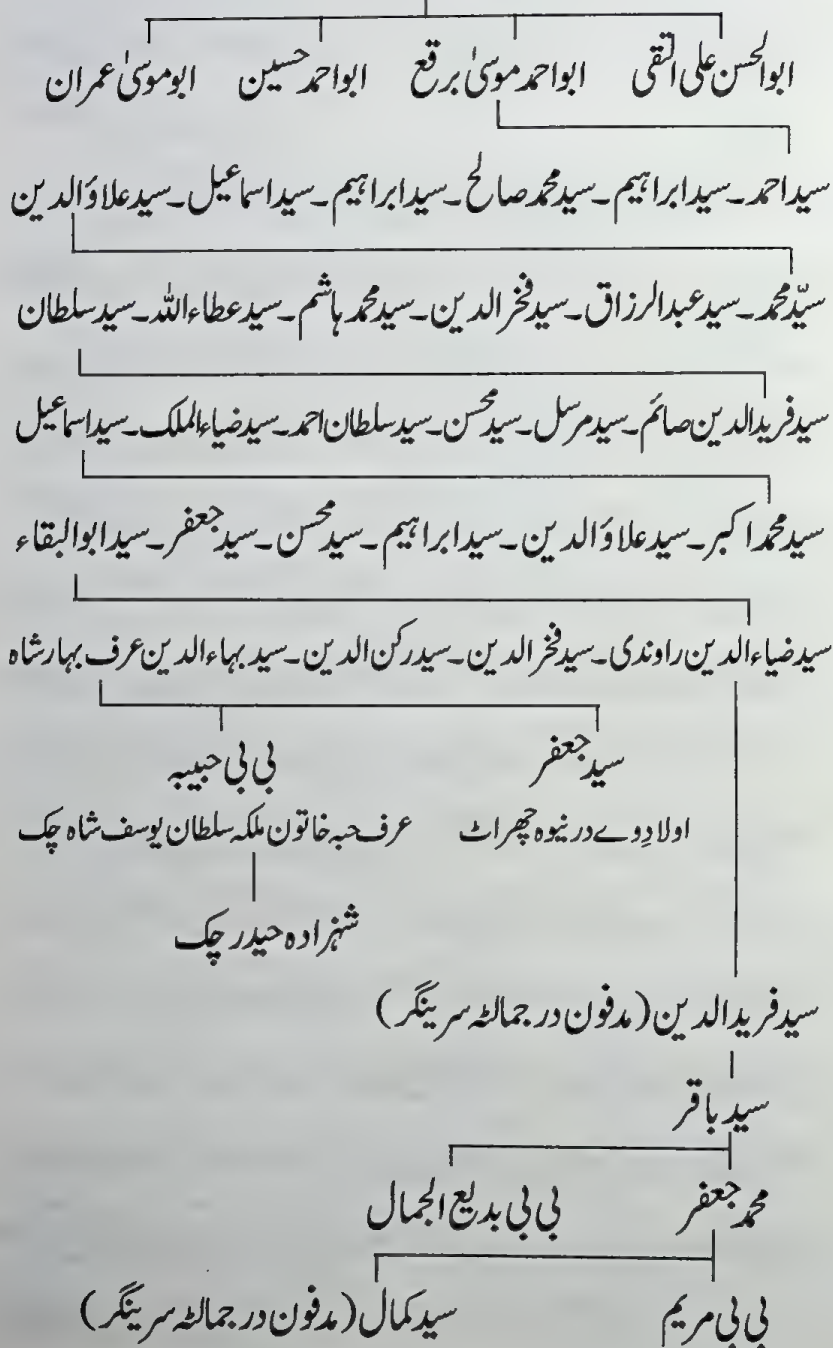 ابوالحسن علی النقی ابواحمد موسیٰ برقع ابواحمد حسین ابوموسیٰ عمران
سید احمد۔سید ابراہیم۔سید محمد صالح۔سید ابراہیم۔سید اسماعیل۔سید علاؤالدین
سیّد محمد۔سید عبدالرزاق۔سید فخرالدین۔سید محمد ہاشم۔سید عطاءاللہ۔سید سلطان
سید فریدالدین صائم۔سید مرسل۔سید محسن۔سید سلطان احمد۔سید ضیاءالملک۔سید اسماعیل
سید محمد اکبر۔سید علاؤالدین۔سید ابراہیم۔سید محسن۔سید جعفر۔سید ابوالبقاء
سید ضیاءالدین راوندی۔سید فخرالدین۔سید رکن الدین۔سید بہاءالدین عرف بہار شاہ
سید جعفر بی بی حبیبہ
اولادِ وے در نیوہ چھراٹ عرف حبہ خاتون ملکہ سلطان یوسف شاہ چک
شہزادہ حیدر چک
سید فریدالدین (مدفون در جمالٹہ سرینگر)
سید باقر
محمد جعفر بی بی بدیع الجمال
بی بی مریم سید کمال (مدفون در جمالٹہ سرینگر)